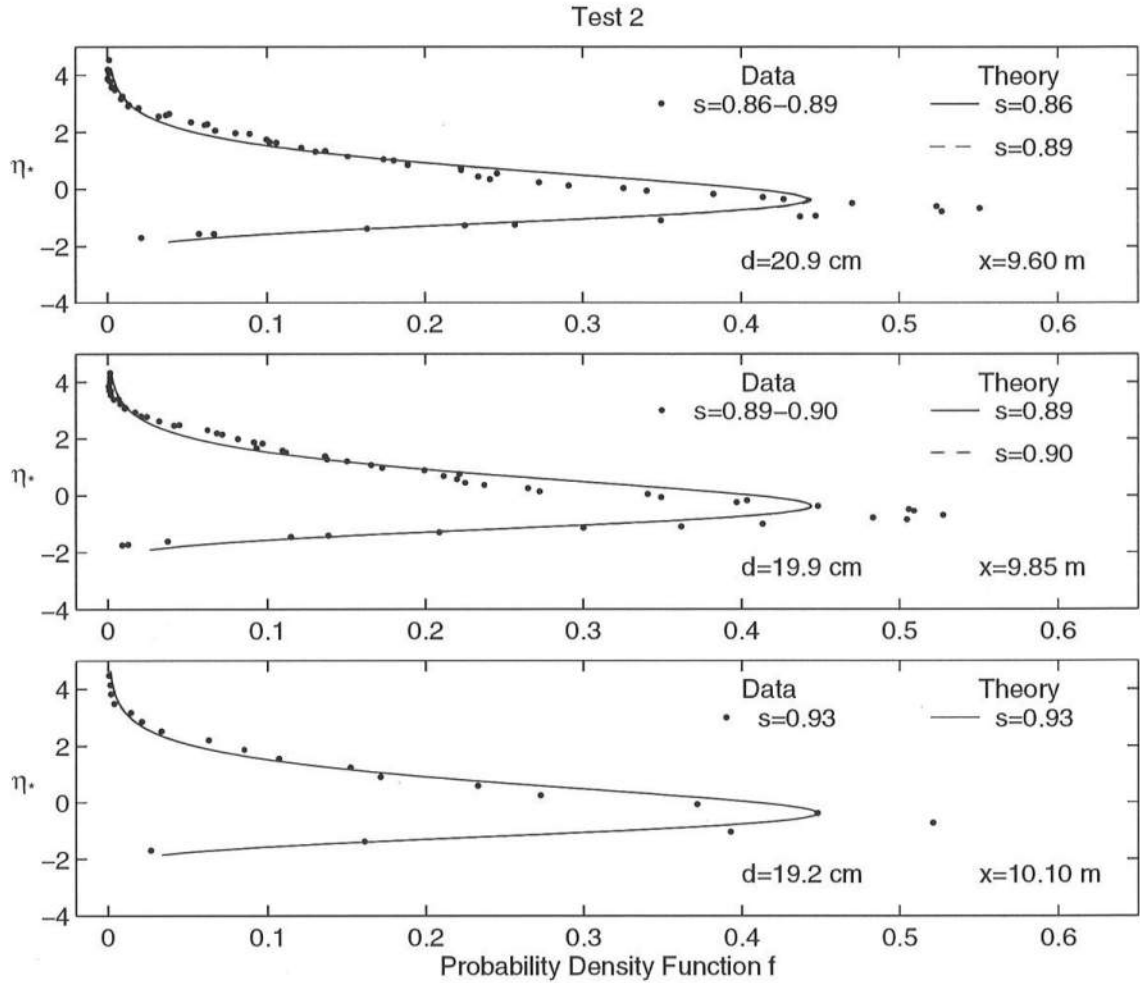 Test 2
4
2
0
−2
−4
η*
Data Theory
s=0.86−0.89 s=0.86
s=0.89
d=20.9 cm x=9.60 m
0 0.1 0.2 0.3 0.4 0.5 0.6
4
2
0
−2
−4
η*
Data Theory
s=0.89−0.90 s=0.89
s=0.90
d=19.9 cm x=9.85 m
0 0.1 0.2 0.3 0.4 0.5 0.6
4
2
0
−2
−4
η*
Data Theory
s=0.93 s=0.93
d=19.2 cm x=10.10 m
0 0.1 0.2 0.3 0.4 0.5 0.6
Probability Density Function f